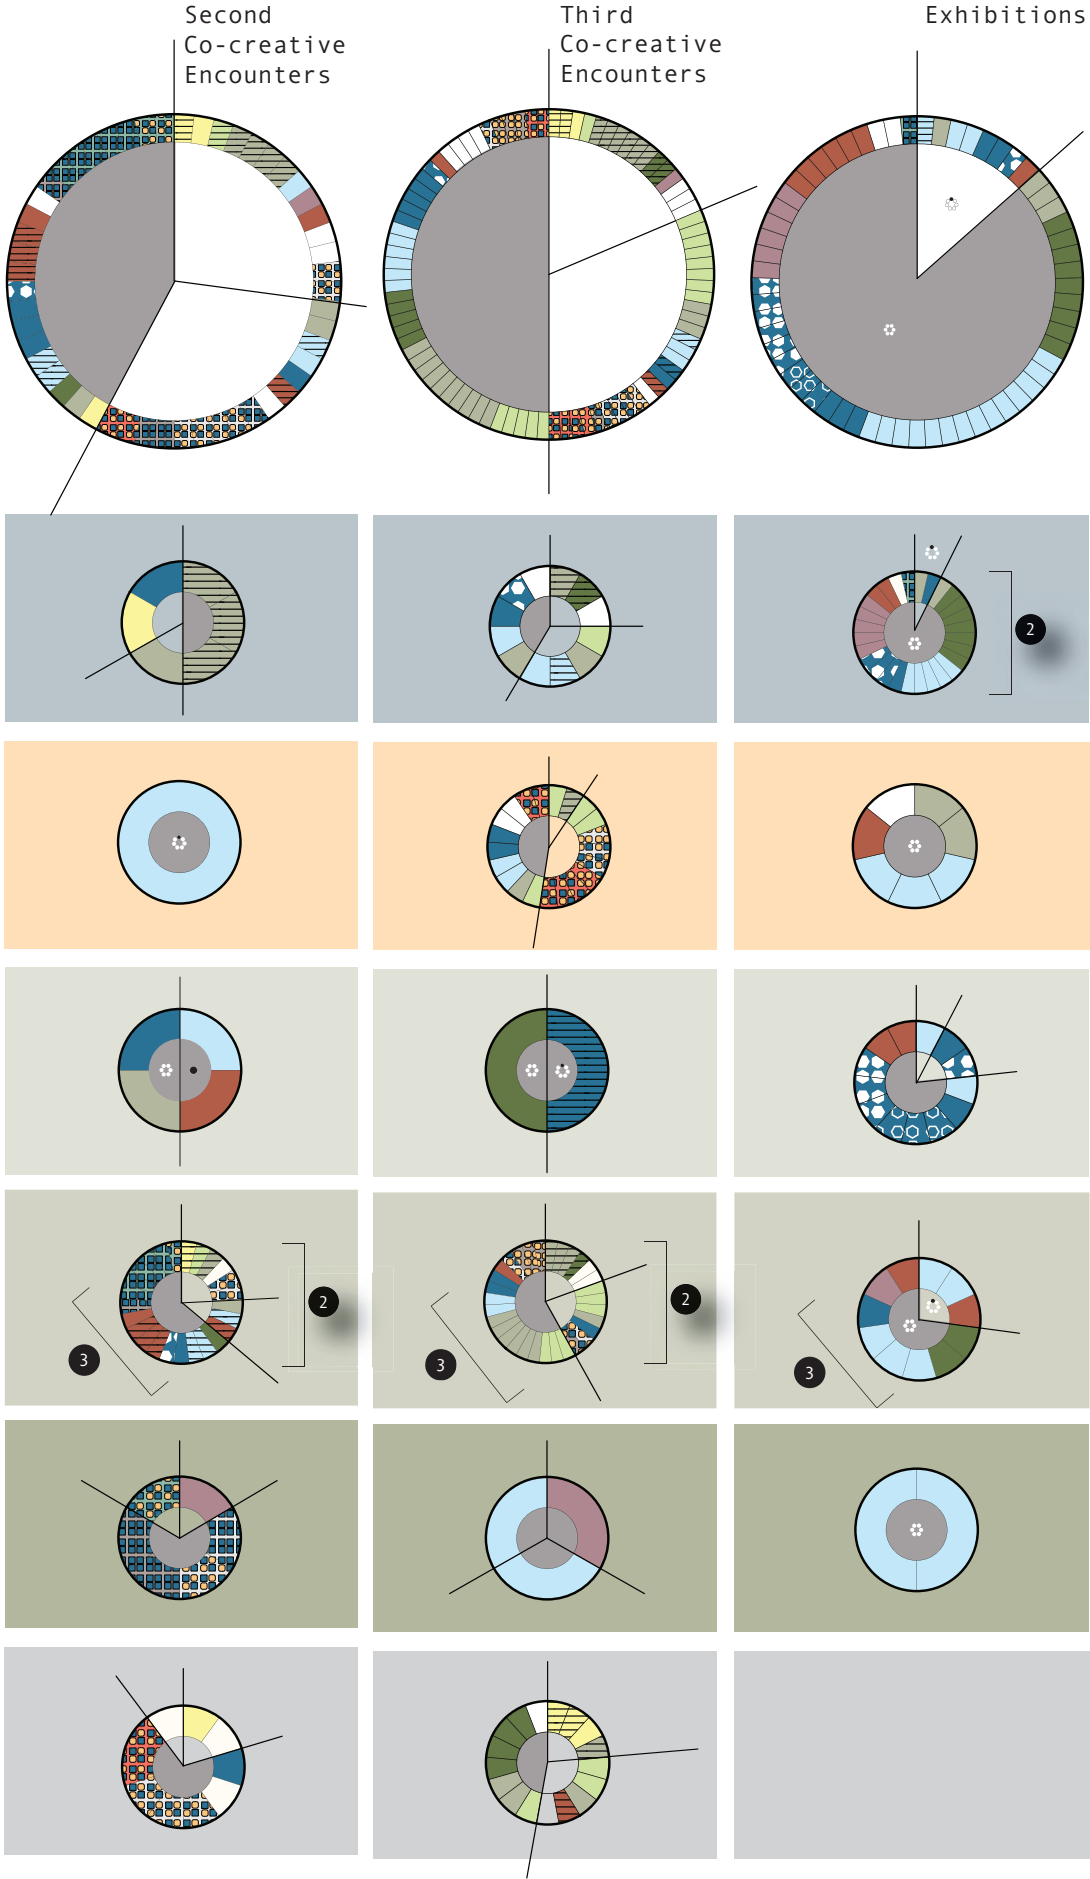 Second
Co-creative
Encounters
Third
Co-creative
Encounters
Exhibitions
2
2
3
2
3
3